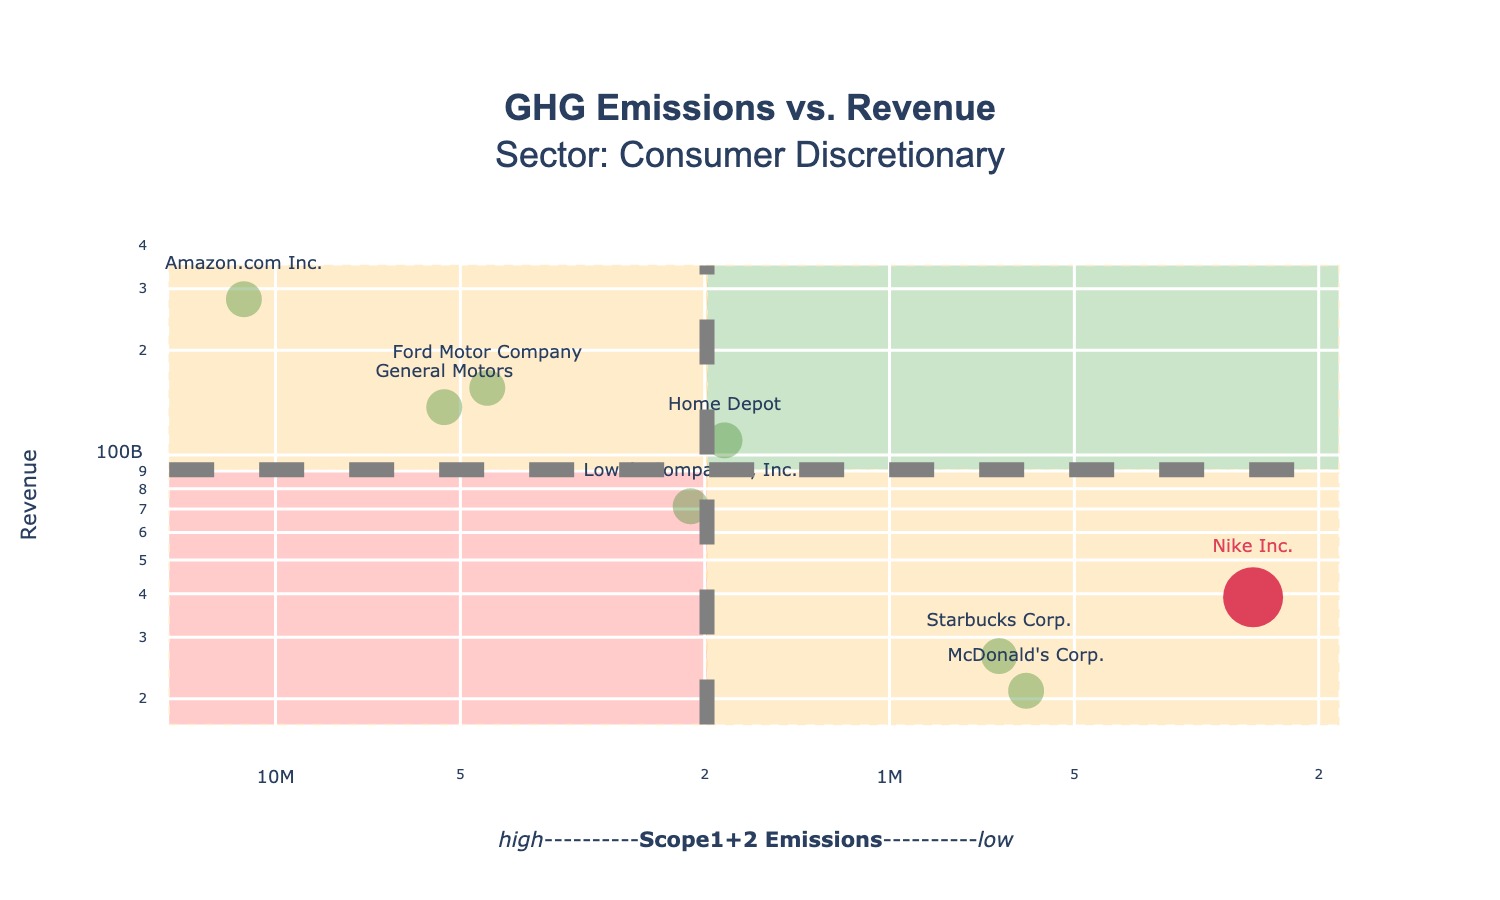 GHG Emissions vs. Revenue
Sector: Consumer Discretionary
4
Amazon.com Inc.
3
2
Ford Motor Company
General Motors
Home Depot
100B
9
Inc.
8
7
6
5
Nike Inc.
4
Starbucks Corp.
3
McDonald's Corp.
2
Revenue
10M
5
2
1M
5
2
high----------Scope1+2 Emissions----------low